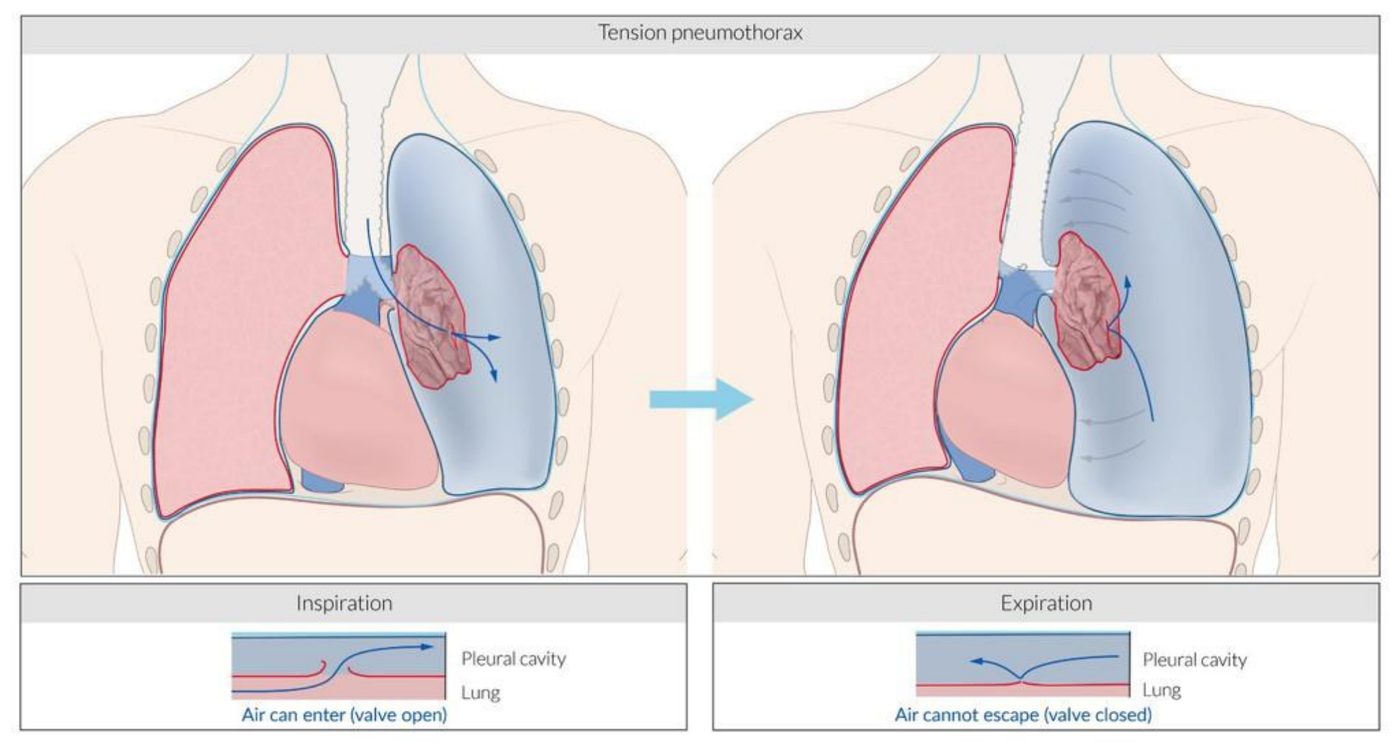 Tension pneumothorax
Inspiration
Pleural cavity
Lung
Air can enter (valve open)
Expiration
Pleural cavity
Lung
Air cannot escape (valve closed)